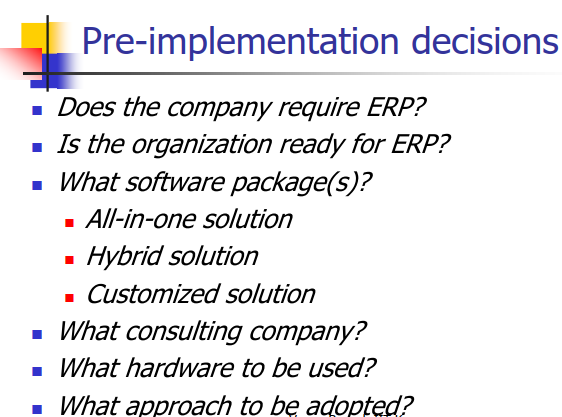 Pre-implementation decisions
Does the company require ERP?
Is the organization ready for ERP?
What software package(s)?
All-in-one solution
Hybrid solution
Customized solution
What consulting company?
What hardware to be used?
What approach to be adopted?